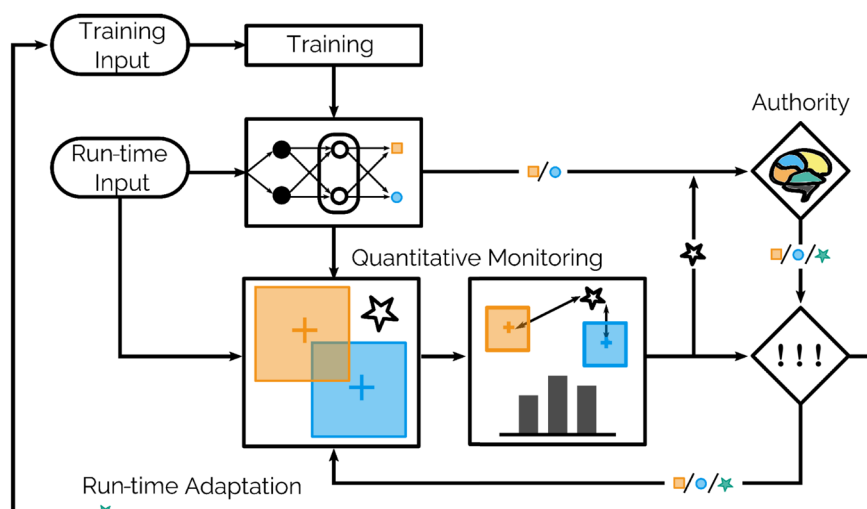 Training
Input
Training
Authority
Run-time
Input
/
Quantitative Monitoring
/ /
! ! !
/ /
Run-time Adaptation